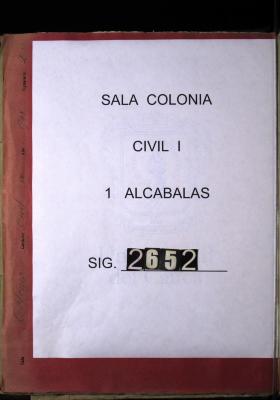 SALA COLONIA
CIVIL I
1 ALCABALAS
SIG. 2652